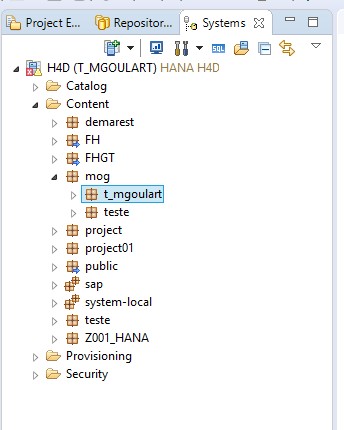 Project E... Repositor... Systems
SQL
H4D (T_MGOULART) HANA H4D
Catalog
Content
demarest
FH
FHGT
mog
t_mgoulart
teste
project
project01
public
sap
system-local
teste
Z001_HANA
Provisioning
Security